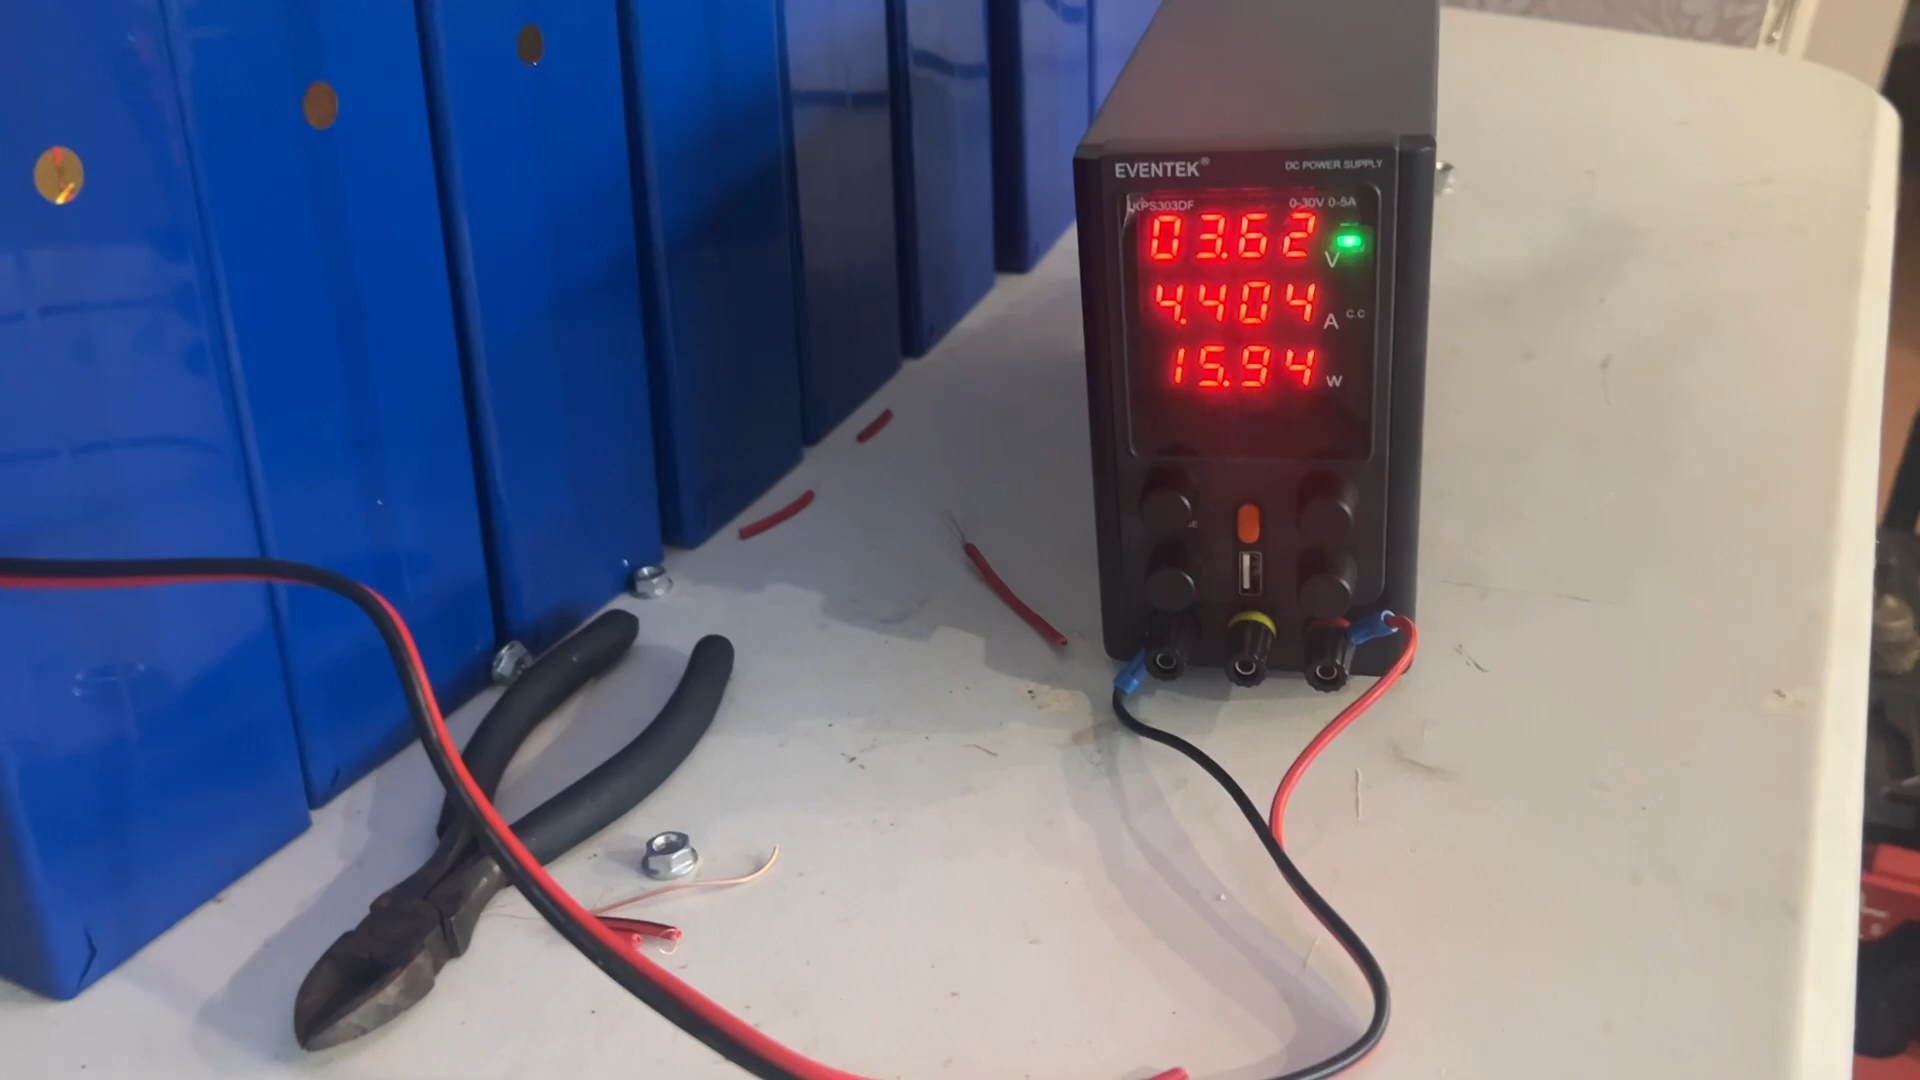 EVENTEK®
DC POWER SUPPLY
KPS303DF
0-30V 0-5A
03.62 V
4.404 A C.C
15.94 W